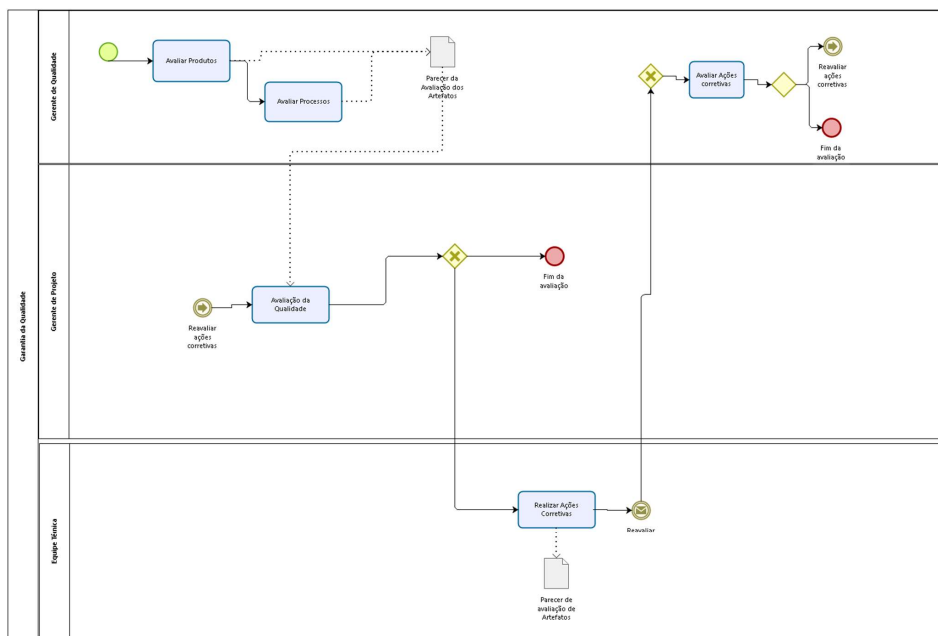 Garantia da Qualidade
Gerente de Qualidade
Avaliar Produtos
Avaliar Processos
Parecer da
Avaliação dos
Artefatos
Avaliar Ações
corretivas
Reavaliar
ações
corretivas
Fim da
avaliação
Gerente de Projeto
Reavaliar
ações
corretivas
Avaliação da
Qualidade
Fim da
avaliação
Equipe Técnica
Realizar Ações
Corretivas
Reavaliar
Parecer de
avaliação de
Artefatos